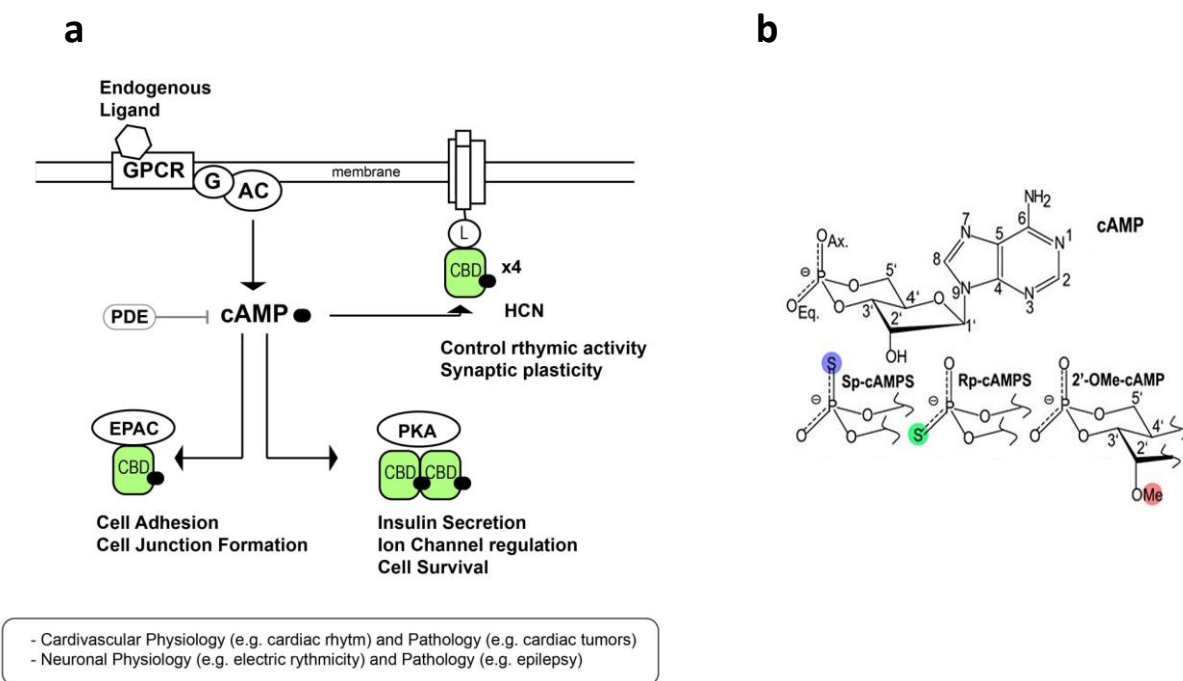 a
Endogenous
Ligand
GPCR
G
AC
membrane
L
CBD
x4
HCN
PDE
cAMP
Control rthymic activity
Synaptic plasticity
EPAC
CBD
PKA
CBD
CBD
Cell Adhesion
Cell Junction Formation
Insulin Secretion
Ion Channel regulation
Cell Survival
- Cardivascular Physiology (e.g. cardiac rhytm) and Pathology (e.g. cardiac tumors)
- Neuronal Physiology (e.g. electric rythmicity) and Pathology (e.g. epilepsy)
b
NH2
cAMP
7
N
5
6
N
1
8
9
N
4
N
3
2
O
Ax.
⊖
P
O
5'
O
Eq.
O
3'
4'
2'
O
1'
OH
Sp-cAMPS
S
⊖
P
O
O
O
Rp-cAMPS
O
⊖
P
O
S
O
2'-OMe-cAMP
O
⊖
P
O
5'
O
O
3'
4'
2'
OMe